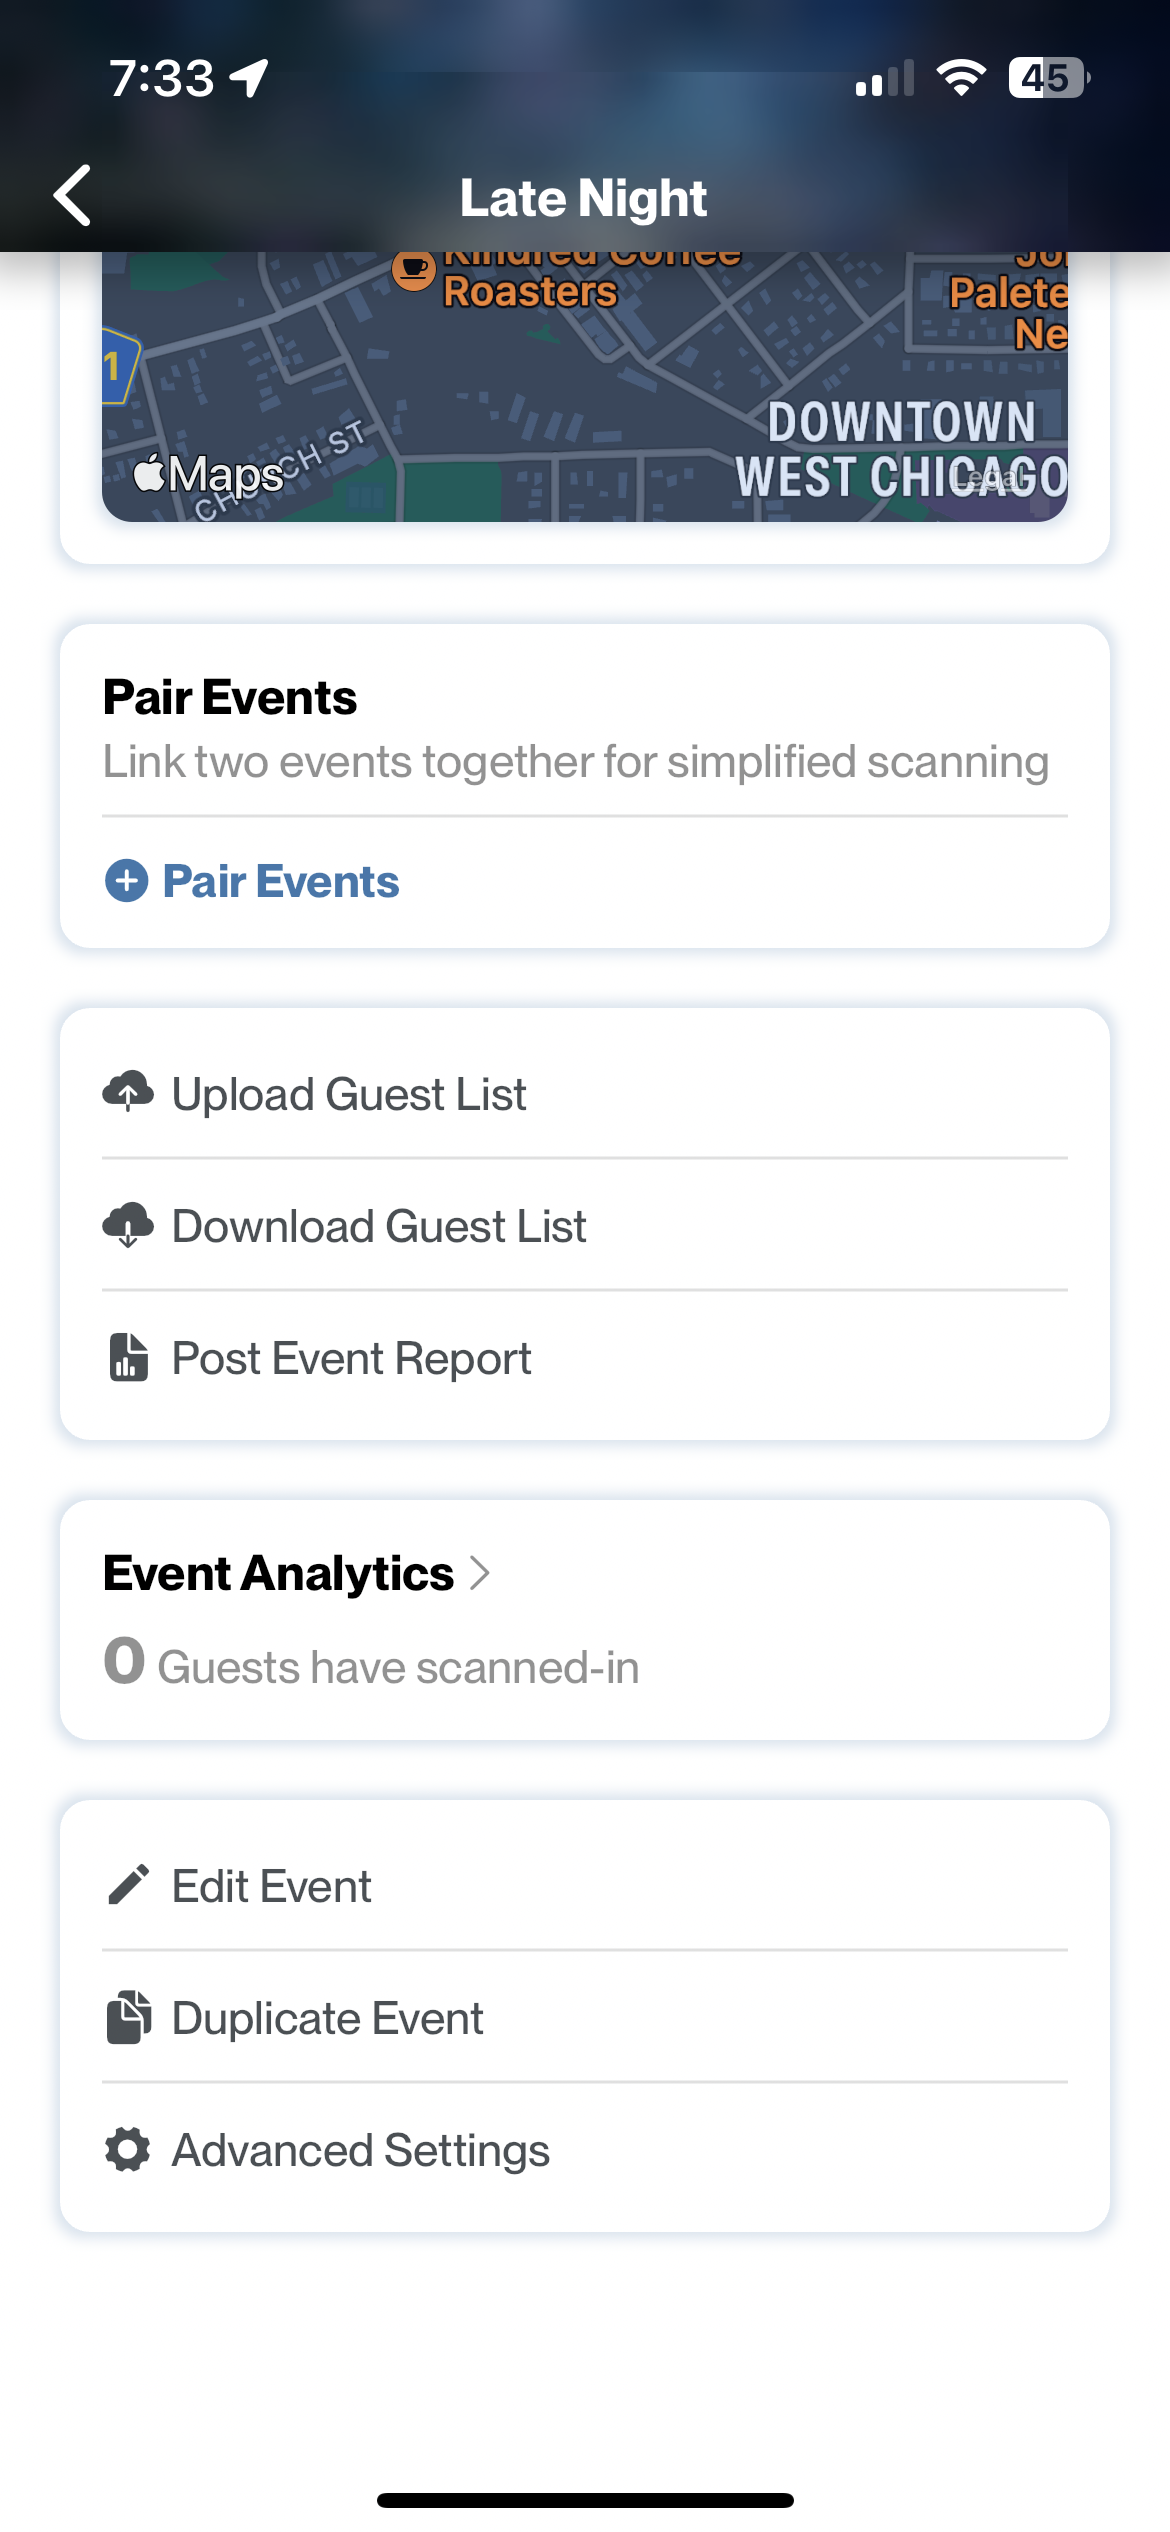 7:33
45
Late Night
Kindred Coffee
Roasters
Palete
Ne
1
DOWNTOWN
WEST CHICAGO
Maps
CH ST
Legal
Pair Events
Link two events together for simplified scanning
Pair Events
Upload Guest List
Download Guest List
Post Event Report
Event Analytics
0 Guests have scanned-in
Edit Event
Duplicate Event
Advanced Settings